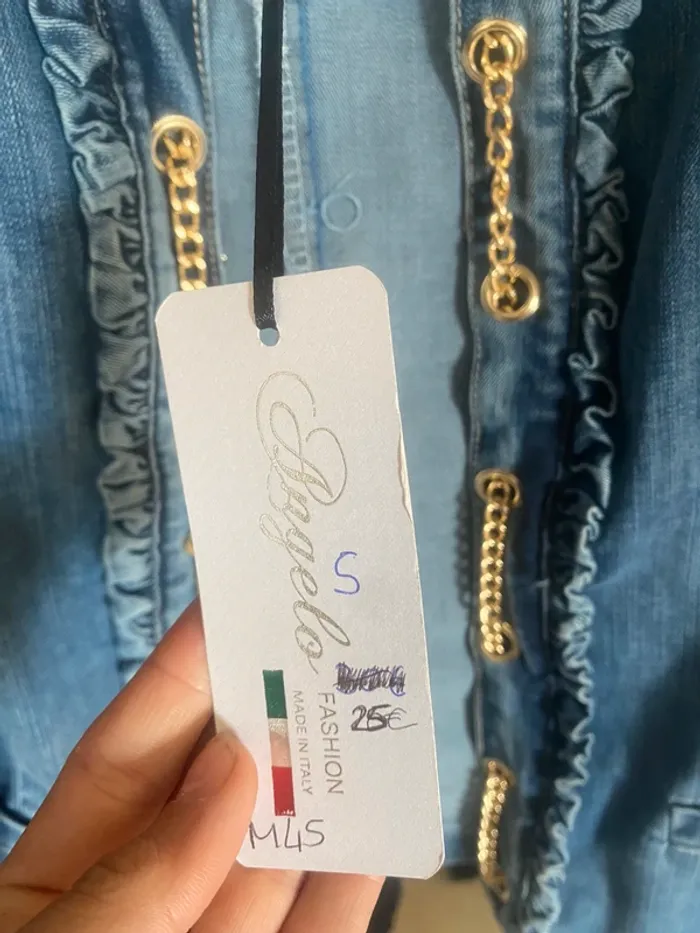 Angelo
S
25€
FASHION
MADE IN ITALY
M45